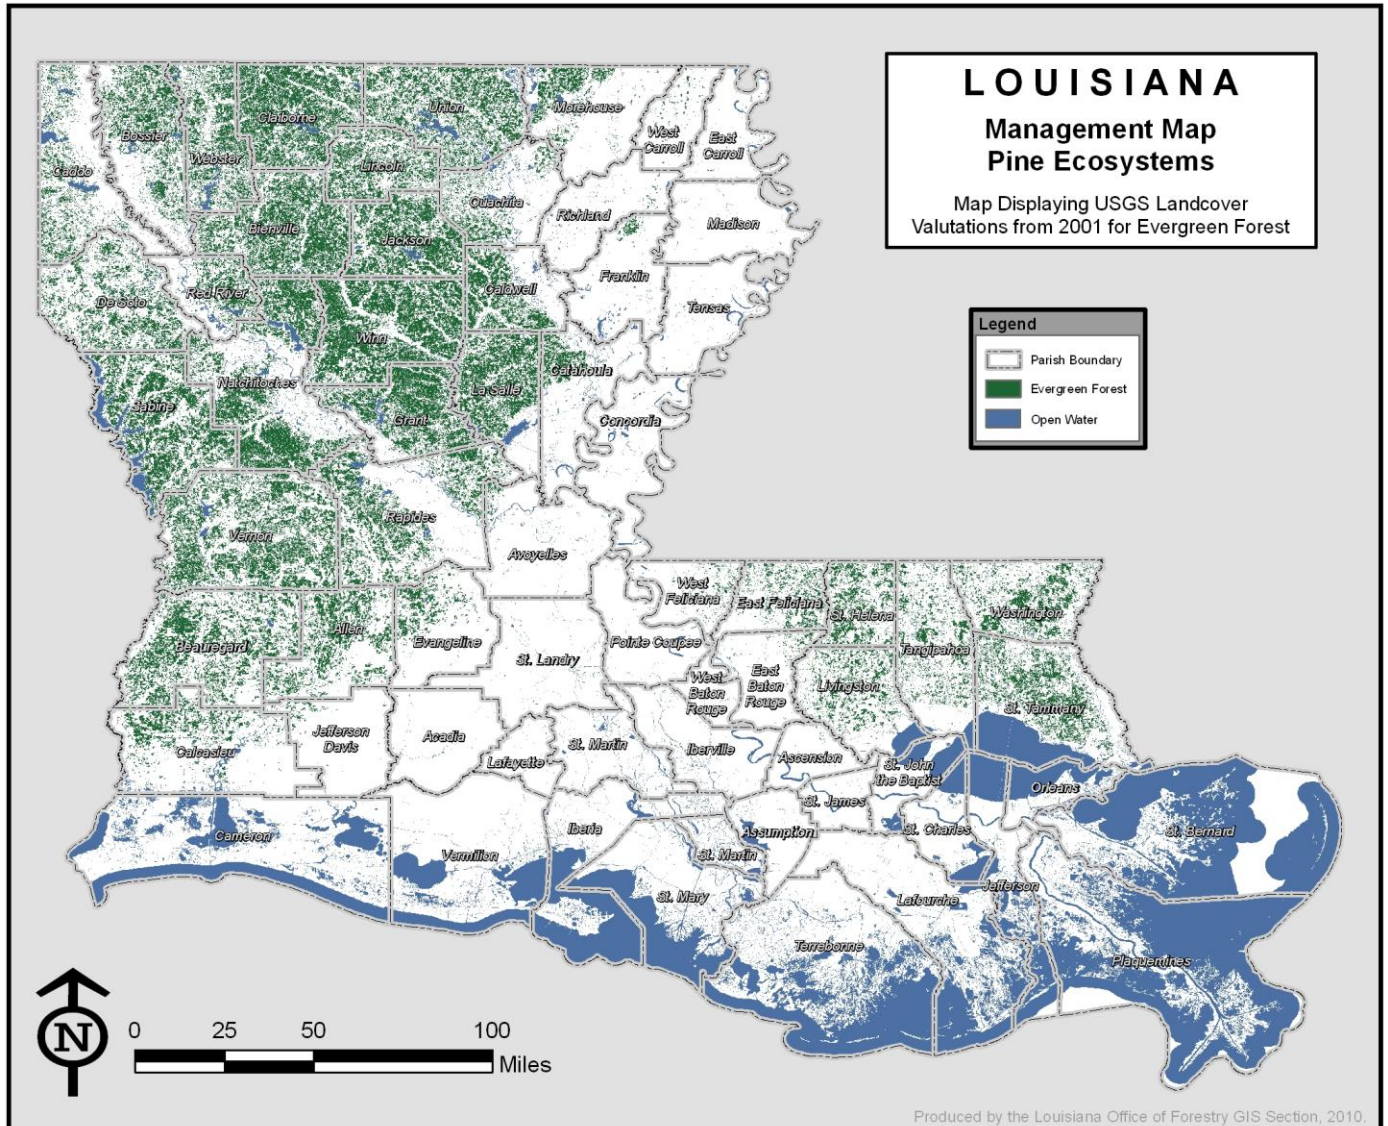 LOUISIANA
Management Map
Pine Ecosystems
Map Displaying USGS Landcover
Valutations from 2001 for Evergreen Forest
Legend
Parish Boundary
Evergreen Forest
Open Water
Caddo
Bossier
Webster
Claiborne
Union
Morehouse
West
Carroll
East
Carroll
Lincoln
Ouachita
Richland
Madison
Bienville
Jackson
Franklin
Tensas
De Soto
Red River
Caldwell
Winn
Natchitoches
Sabine
Grant
La Salle
Catahoula
Concordia
Vernon
Rapides
Avoyelles
West
Feliciana
East Feliciana
St. Helena
Washington
Beauregard
Allen
Evangeline
St. Landry
Pointe Coupee
Tangipahoa
West
Baton
Rouge
East
Baton
Rouge
Livingston
St. Tammany
Calcasieu
Jefferson
Davis
Acadia
Lafayette
St. Martin
Iberville
Ascension
St. John
the Baptist
Orleans
St. James
Cameron
Vermilion
Iberia
Assumption
St. Charles
St. Bernard
St. Martin
St. Mary
Jefferson
Lafourche
Terrebonne
Plaquemines
N
0 25 50 100
Miles
Produced by the Louisiana Office of Forestry GIS Section, 2010.